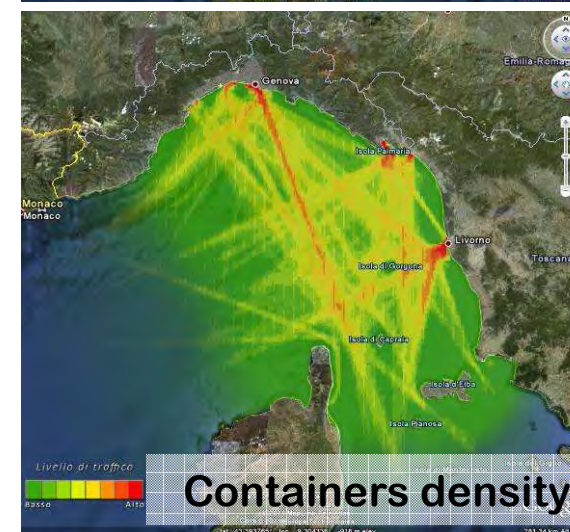 Emilia-Romag
Genova
Isola Palmaria
Monaco
Monaco
Livorno
Toscana
Isola di Gorgona
Isola di Capraia
Isola d'Elba
Isola Pianosa
Livello di traffico
Basso
Alto
Containers density